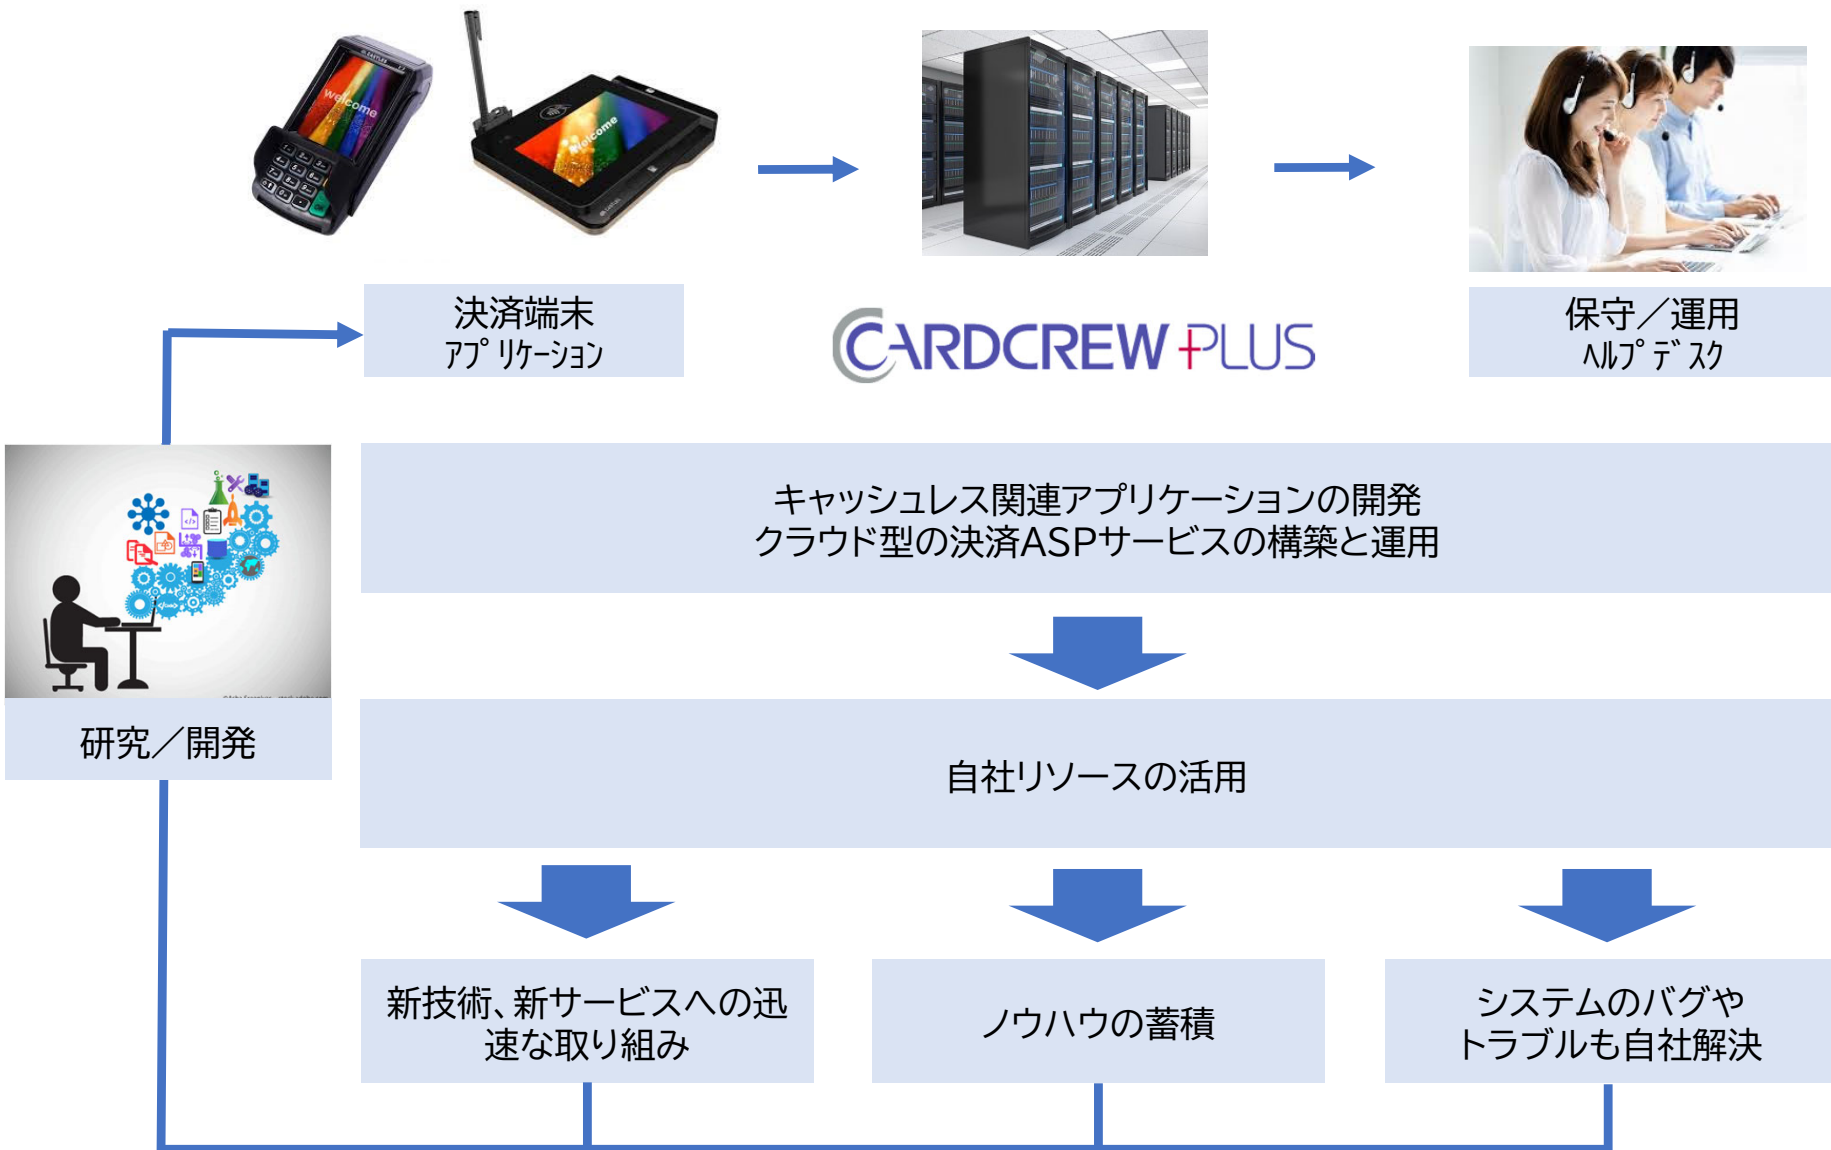 welcome
welcome
決済端末
ｱﾌﾟﾘｹｰｼｮﾝ
CARDCREW PLUS
保守／運用
ﾍﾙﾌﾟﾃﾞｽｸ
キャッシュレス関連アプリケーションの開発
クラウド型の決済ASPサービスの構築と運用
研究／開発
自社リソースの活用
新技術、新サービスへの迅
速な取り組み
ノウハウの蓄積
システムのバグや
トラブルも自社解決